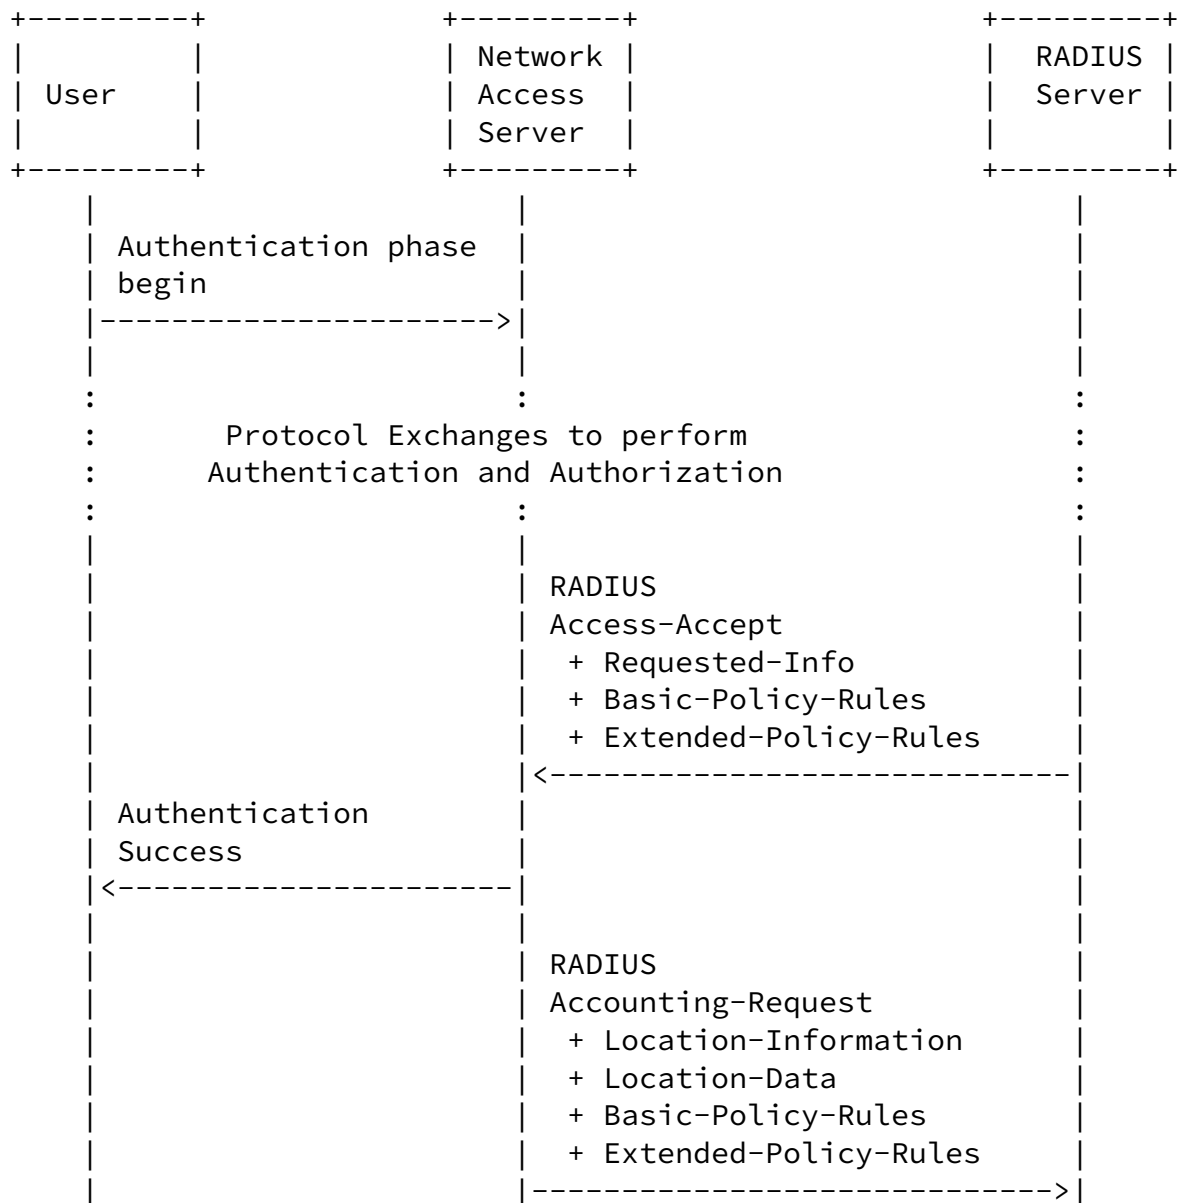 Network RADIUS
User Access Server
Server
Authentication phase
begin
Protocol Exchanges to perform
Authentication and Authorization
RADIUS
Access-Accept
+ Requested-Info
+ Basic-Policy-Rules
+ Extended-Policy-Rules
Authentication
Success
RADIUS
Accounting-Request
+ Location-Information
+ Location-Data
+ Basic-Policy-Rules
+ Extended-Policy-Rules